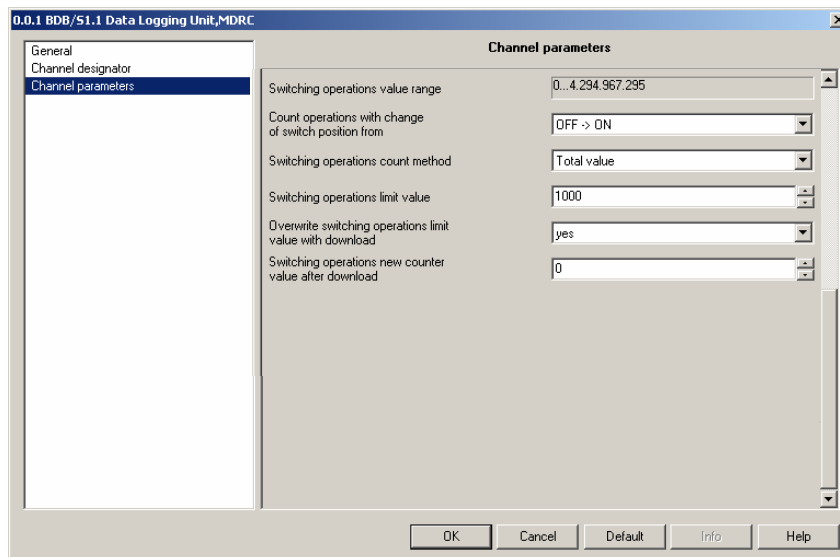 0.0.1 BDB/S1.1 Data Logging Unit,MDRC
General
Channel designator
Channel parameters
Channel parameters
Switching operations value range
0...4.294.967.295
Count operations with change
of switch position from
OFF -> ON
Switching operations count method
Total value
Switching operations limit value
1000
Overwrite switching operations limit
value with download
yes
Switching operations new counter
value after download
0
OK
Cancel
Default
Info
Help